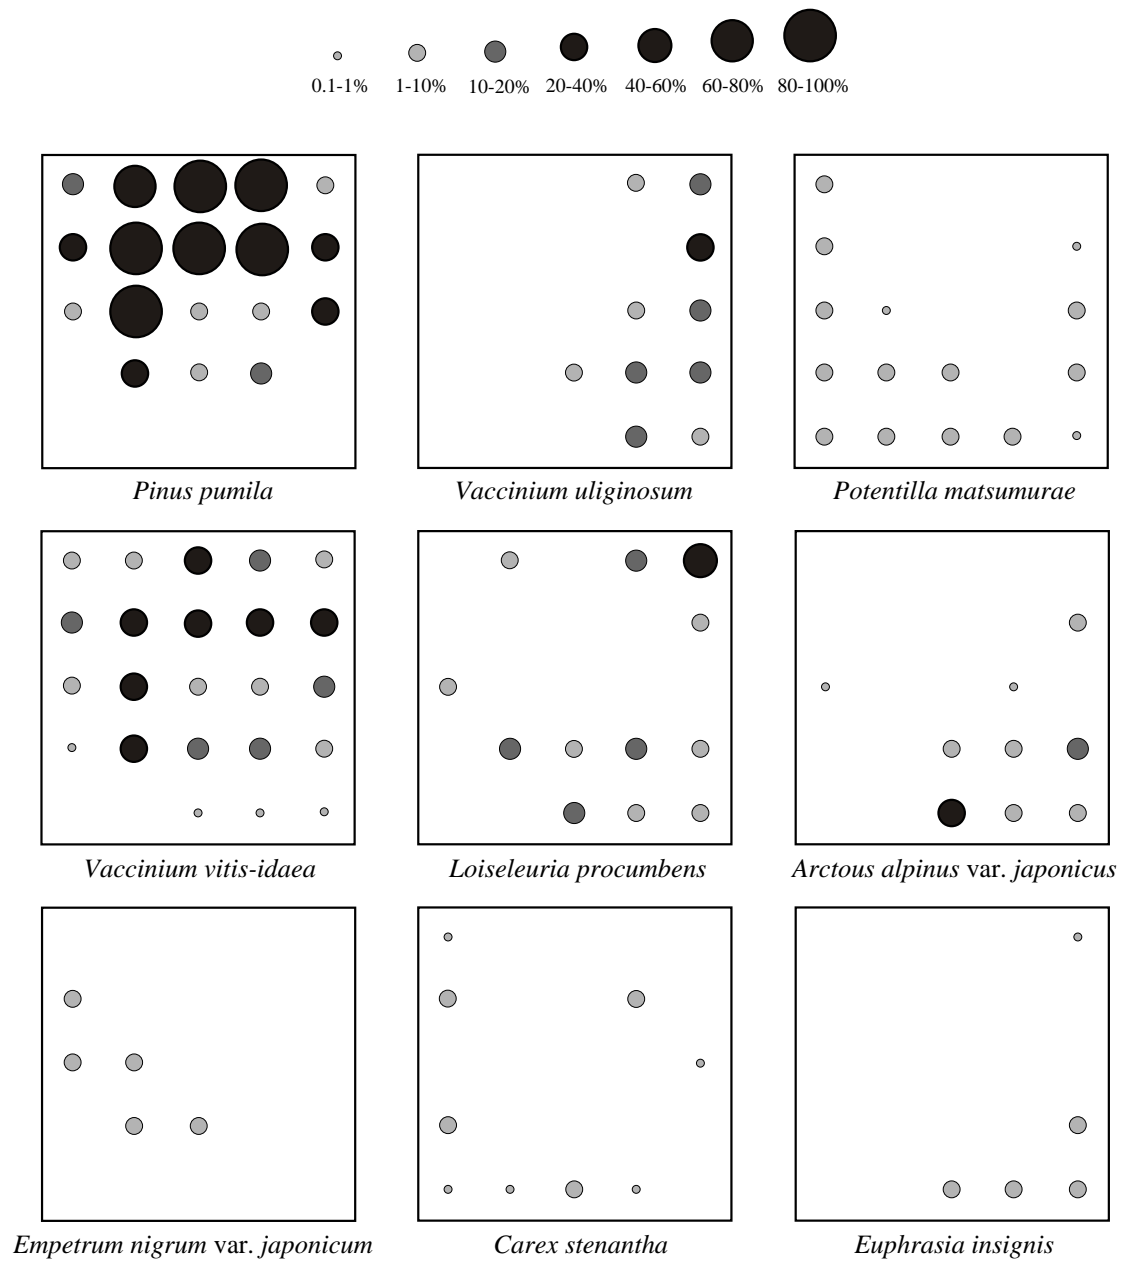 0.1-1% 1-10% 10-20% 20-40% 40-60% 60-80% 80-100%
Pinus pumila Vaccinium uliginosum Potentilla matsumurae
Vaccinium vitis-idaea Loiseleuria procumbens Arctous alpinus var. japonicus
Empetrum nigrum var. japonicum Carex stenantha Euphrasia insignis